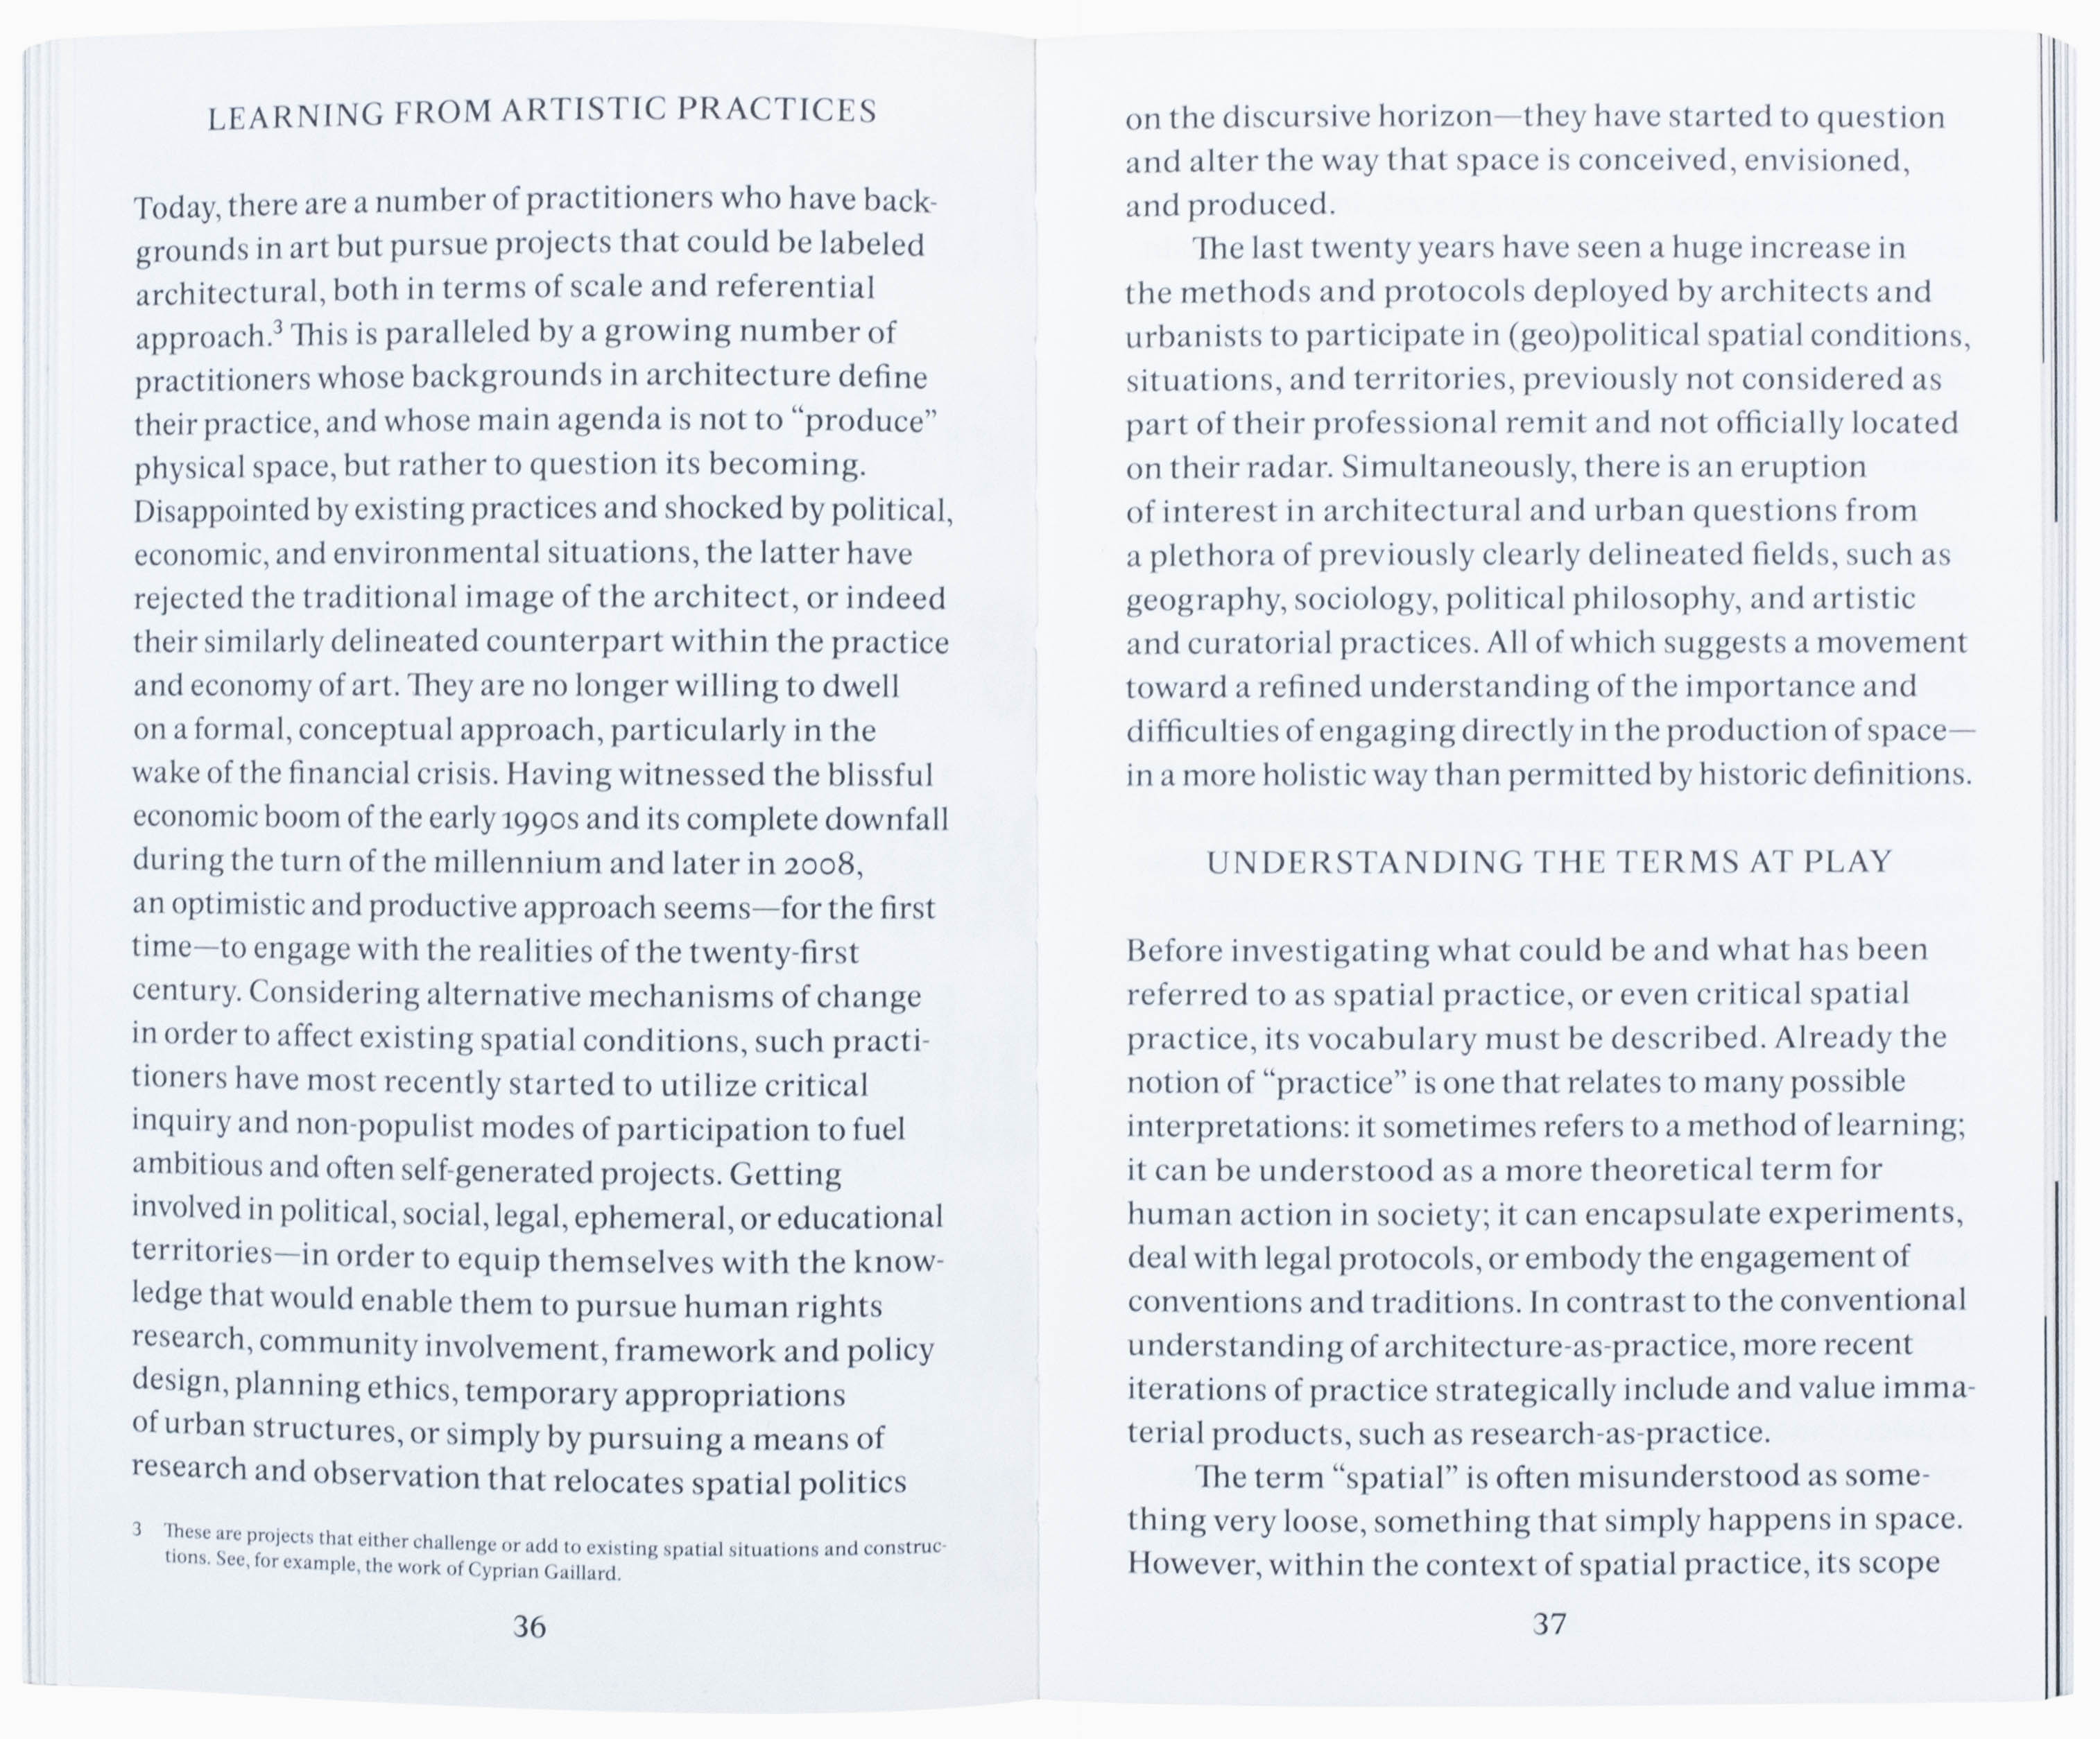 LEARNING FROM ARTISTIC PRACTICES
Today, there are a number of practitioners who have back-
grounds in art but pursue projects that could be labeled
architectural, both in terms of scale and referential
approach.³ This is paralleled by a growing number of
practitioners whose backgrounds in architecture define
their practice, and whose main agenda is not to “produce”
physical space, but rather to question its becoming.
Disappointed by existing practices and shocked by political,
economic, and environmental situations, the latter have
rejected the traditional image of the architect, or indeed
their similarly delineated counterpart within the practice
and economy of art. They are no longer willing to dwell
on a formal, conceptual approach, particularly in the
wake of the financial crisis. Having witnessed the blissful
economic boom of the early 1990s and its complete downfall
during the turn of the millennium and later in 2008,
an optimistic and productive approach seems—for the first
time—to engage with the realities of the twenty-first
century. Considering alternative mechanisms of change
in order to affect existing spatial conditions, such practi-
tioners have most recently started to utilize critical
inquiry and non-populist modes of participation to fuel
ambitious and often self-generated projects. Getting
involved in political, social, legal, ephemeral, or educational
territories—in order to equip themselves with the know-
ledge that would enable them to pursue human rights
research, community involvement, framework and policy
design, planning ethics, temporary appropriations
of urban structures, or simply by pursuing a means of
research and observation that relocates spatial politics
3 These are projects that either challenge or add to existing spatial situations and construc-
tions. See, for example, the work of Cyprian Gaillard.
36
on the discursive horizon—they have started to question
and alter the way that space is conceived, envisioned,
and produced.
The last twenty years have seen a huge increase in
the methods and protocols deployed by architects and
urbanists to participate in (geo)political spatial conditions,
situations, and territories, previously not considered as
part of their professional remit and not officially located
on their radar. Simultaneously, there is an eruption
of interest in architectural and urban questions from
a plethora of previously clearly delineated fields, such as
geography, sociology, political philosophy, and artistic
and curatorial practices. All of which suggests a movement
toward a refined understanding of the importance and
difficulties of engaging directly in the production of space—
in a more holistic way than permitted by historic definitions.
UNDERSTANDING THE TERMS AT PLAY
Before investigating what could be and what has been
referred to as spatial practice, or even critical spatial
practice, its vocabulary must be described. Already the
notion of “practice” is one that relates to many possible
interpretations: it sometimes refers to a method of learning;
it can be understood as a more theoretical term for
human action in society; it can encapsulate experiments,
deal with legal protocols, or embody the engagement of
conventions and traditions. In contrast to the conventional
understanding of architecture-as-practice, more recent
iterations of practice strategically include and value imma-
terial products, such as research-as-practice.
The term “spatial” is often misunderstood as some-
thing very loose, something that simply happens in space.
However, within the context of spatial practice, its scope
37